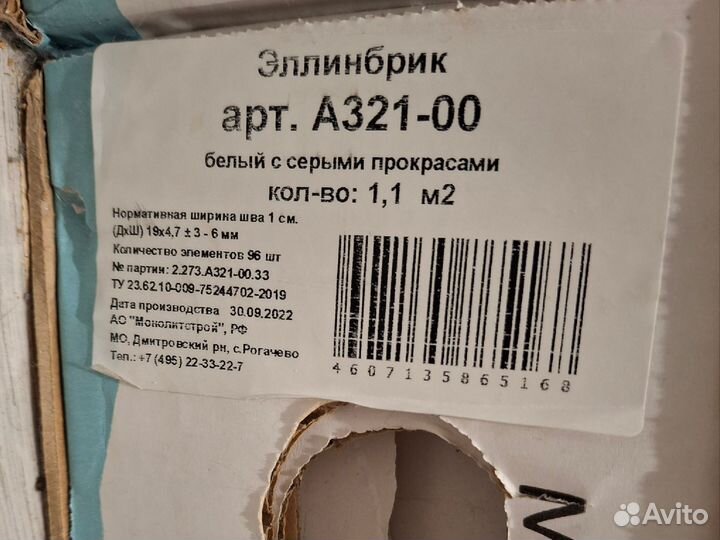 Эллинбрик
арт. А321-00
белый с серыми прокрасами
кол-во: 1,1 м2
Нормативная ширина шва 1 см.
(ДхШ) 19х4,7 ± 3 - 6 мм
Количество элементов 96 шт
№ партии: 2.273.А321-00.33
ТУ 23.62.10-009-75244702-2019
Дата производства 30.09.2022
АО "Монолитстрой", РФ
МО, Дмитровский рн, с.Рогачево
Тел.: +7 (495) 22-33-22-7
4607135865168
Avito